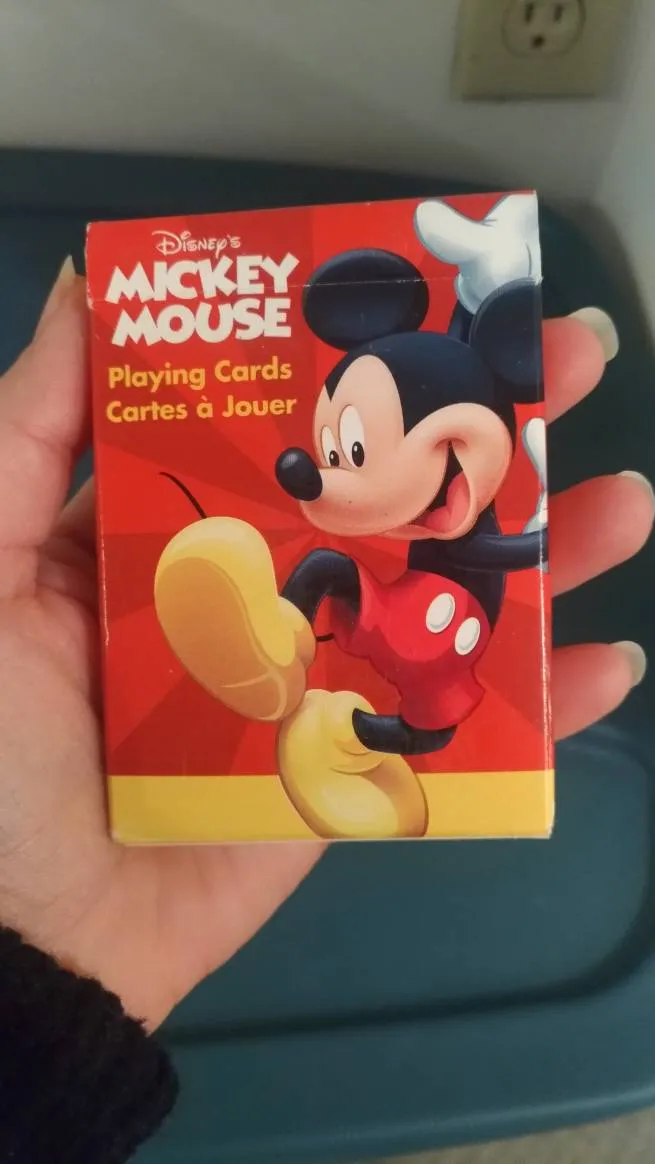 Disney's
MICKEY
MOUSE
Playing Cards
Cartes à Jouer